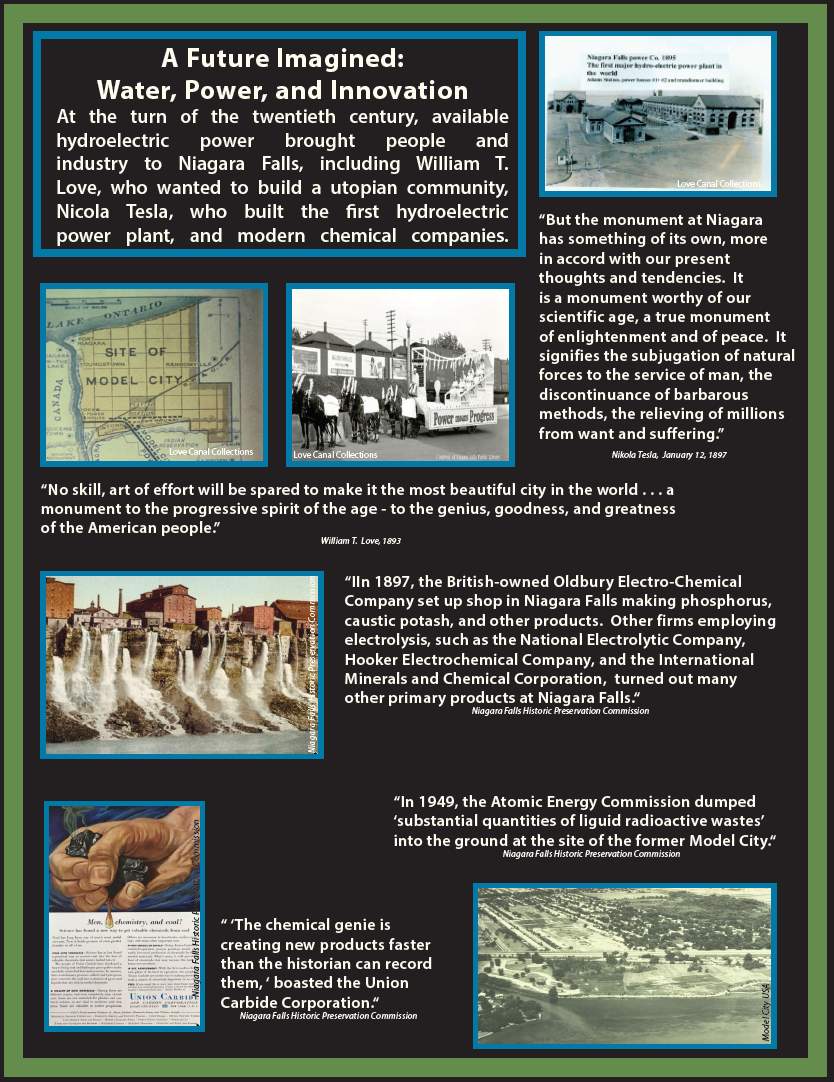 A Future Imagined:
Water, Power, and Innovation
At the turn of the twentieth century, available
hydroelectric power brought people and
industry to Niagara Falls, including William T.
Love, who wanted to build a utopian community,
Nicola Tesla, who built the first hydroelectric
power plant, and modern chemical companies.
Niagara Falls power Co. 1895
The first major hydro-electric power plant in
the world
Love Canal Collections
“But the monument at Niagara
has something of its own, more
in accord with our present
thoughts and tendencies. It
is a monument worthy of our
scientific age, a true monument
of enlightenment and of peace. It
signifies the subjugation of natural
forces to the service of man, the
discontinuance of barbarous
methods, the relieving of millions
from want and suffering.”
Nikola Tesla, January 12, 1897
LAKE ONTARIO
SITE OF
MODEL CITY
CANADA
Love Canal Collections
Power means Progress
Love Canal Collections
“No skill, art of effort will be spared to make it the most beautiful city in the world . . . a
monument to the progressive spirit of the age - to the genius, goodness, and greatness
of the American people.”
William T. Love, 1893
Niagara Falls Historic Preservation Commission
“IIn 1897, the British-owned Oldbury Electro-Chemical
Company set up shop in Niagara Falls making phosphorus,
caustic potash, and other products. Other firms employing
electrolysis, such as the National Electrolytic Company,
Hooker Electrochemical Company, and the International
Minerals and Chemical Corporation, turned out many
other primary products at Niagara Falls.“
Niagara Falls Historic Preservation Commission
“In 1949, the Atomic Energy Commission dumped
‘substantial quantities of liguid radioactive wastes’
into the ground at the site of the former Model City.“
Niagara Falls Historic Preservation Commission
Men, chemistry, and coal!
Science has found a new way to get valuable chemicals from coal
UNION CARBIDE
Niagara Falls Historic Preservation Commission
“ ‘The chemical genie is
creating new products faster
than the historian can record
them, ‘ boasted the Union
Carbide Corporation.“
Niagara Falls Historic Preservation Commission
Model City USA